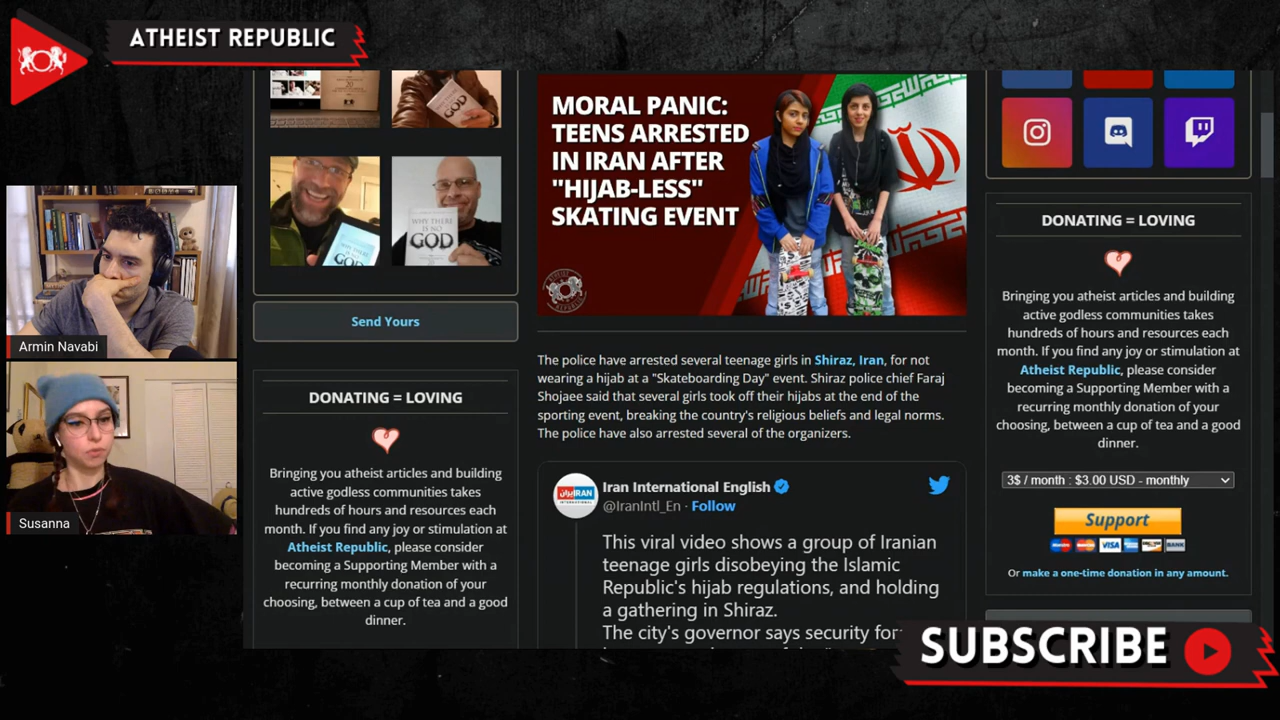 ATHEIST REPUBLIC
Armin Navabi
Susanna
GOD
WHY THERE
IS NO
GOD
Send Yours
DONATING = LOVING
Bringing you atheist articles and building
active godless communities takes
hundreds of hours and resources each
month. If you find any joy or stimulation at
Atheist Republic, please consider
becoming a Supporting Member with a
recurring monthly donation of your
choosing, between a cup of tea and a good
dinner.
MORAL PANIC:
TEENS ARRESTED
IN IRAN AFTER
"HIJAB-LESS"
SKATING EVENT
The police have arrested several teenage girls in Shiraz, Iran, for not
wearing a hijab at a "Skateboarding Day" event. Shiraz police chief Faraj
Shojaee said that several girls took off their hijabs at the end of the
sporting event, breaking the country's religious beliefs and legal norms.
The police have also arrested several of the organizers.
Iran International English
@IranIntl_En · Follow
This viral video shows a group of Iranian
teenage girls disobeying the Islamic
Republic's hijab regulations, and holding
a gathering in Shiraz.
The city's governor says security
DONATING = LOVING
Bringing you atheist articles and building
active godless communities takes
hundreds of hours and resources each
month. If you find any joy or stimulation at
Atheist Republic, please consider
becoming a Supporting Member with a
recurring monthly donation of your
choosing, between a cup of tea and a good
dinner.
3$ / month : $3.00 USD - monthly
Support
VISA
BANK
Or make a one-time donation in any amount.
SUBSCRIBE